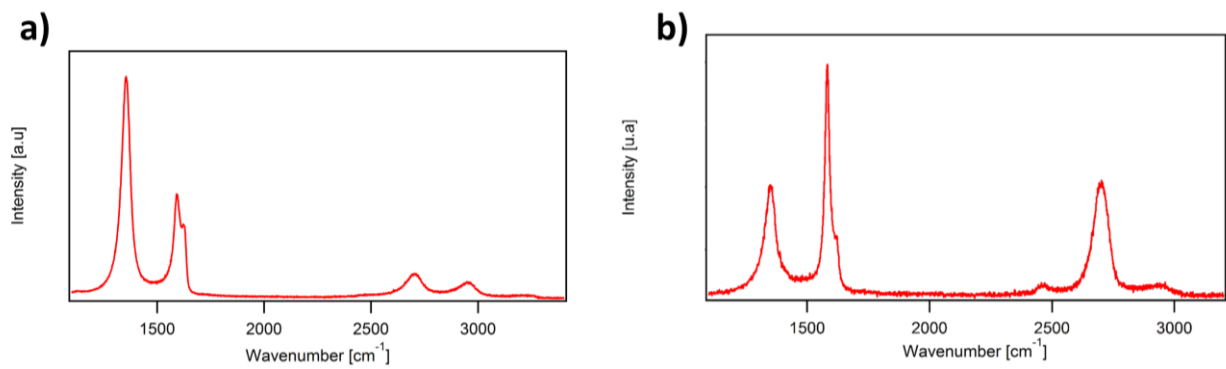 a)
Intensity [a.u]
1500 2000 2500 3000
Wavenumber [cm⁻¹]
b)
Intensity [u.a]
1500 2000 2500 3000
Wavenumber [cm⁻¹]